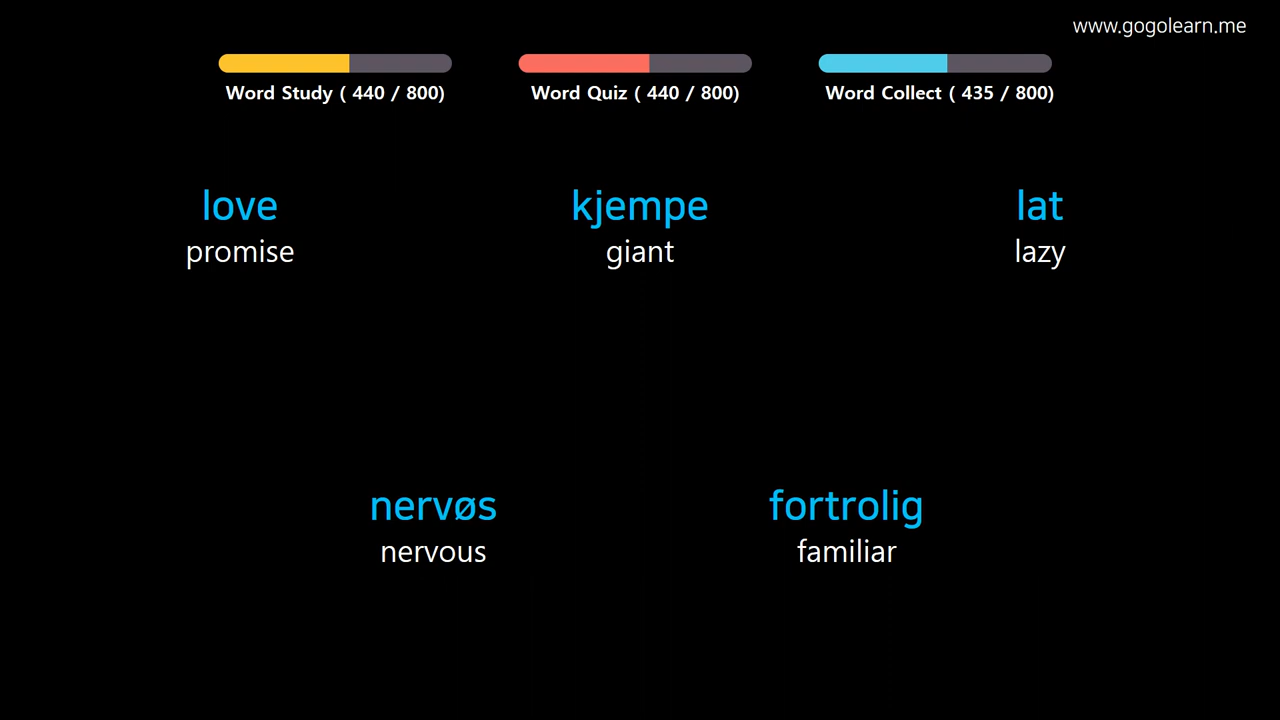 www.gogolearn.me
Word Study ( 440 / 800)
Word Quiz ( 440 / 800)
Word Collect ( 435 / 800)
love
promise
kjempe
giant
lat
lazy
nervøs
nervous
fortrolig
familiar